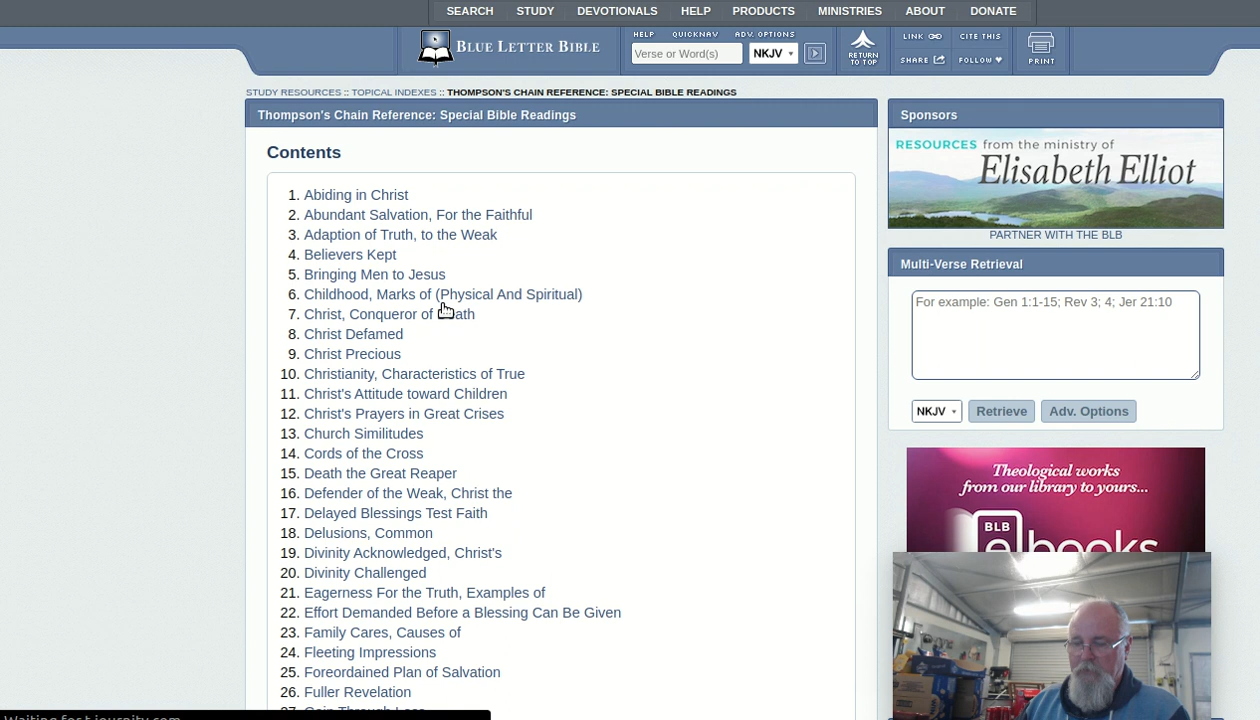 SEARCH STUDY DEVOTIONALS HELP PRODUCTS MINISTRIES ABOUT DONATE
BLUE LETTER BIBLE
HELP QUICKNAV ADV. OPTIONS
Verse or Word(s) NKJV
RETURN TO TOP
LINK CITE THIS
SHARE FOLLOW
PRINT
STUDY RESOURCES :: TOPICAL INDEXES :: THOMPSON'S CHAIN REFERENCE: SPECIAL BIBLE READINGS
Thompson's Chain Reference: Special Bible Readings
Contents
1. Abiding in Christ
2. Abundant Salvation, For the Faithful
3. Adaption of Truth, to the Weak
4. Believers Kept
5. Bringing Men to Jesus
6. Childhood, Marks of (Physical And Spiritual)
7. Christ, Conqueror of
8. Christ Defamed
9. Christ Precious
10. Christianity, Characteristics of True
11. Christ's Attitude toward Children
12. Christ's Prayers in Great Crises
13. Church Similitudes
14. Cords of the Cross
15. Death the Great Reaper
16. Defender of the Weak, Christ the
17. Delayed Blessings Test Faith
18. Delusions, Common
19. Divinity Acknowledged, Christ's
20. Divinity Challenged
21. Eagerness For the Truth, Examples of
22. Effort Demanded Before a Blessing Can Be Given
23. Family Cares, Causes of
24. Fleeting Impressions
25. Foreordained Plan of Salvation
26. Fuller Revelation
Sponsors
RESOURCES from the ministry of
Elisabeth Elliot
PARTNER WITH THE BLB
Multi-Verse Retrieval
For example: Gen 1:1-15; Rev 3; 4; Jer 21:10
NKJV Retrieve Adv. Options
Theological works
from our library to yours...
BLB
eBooks